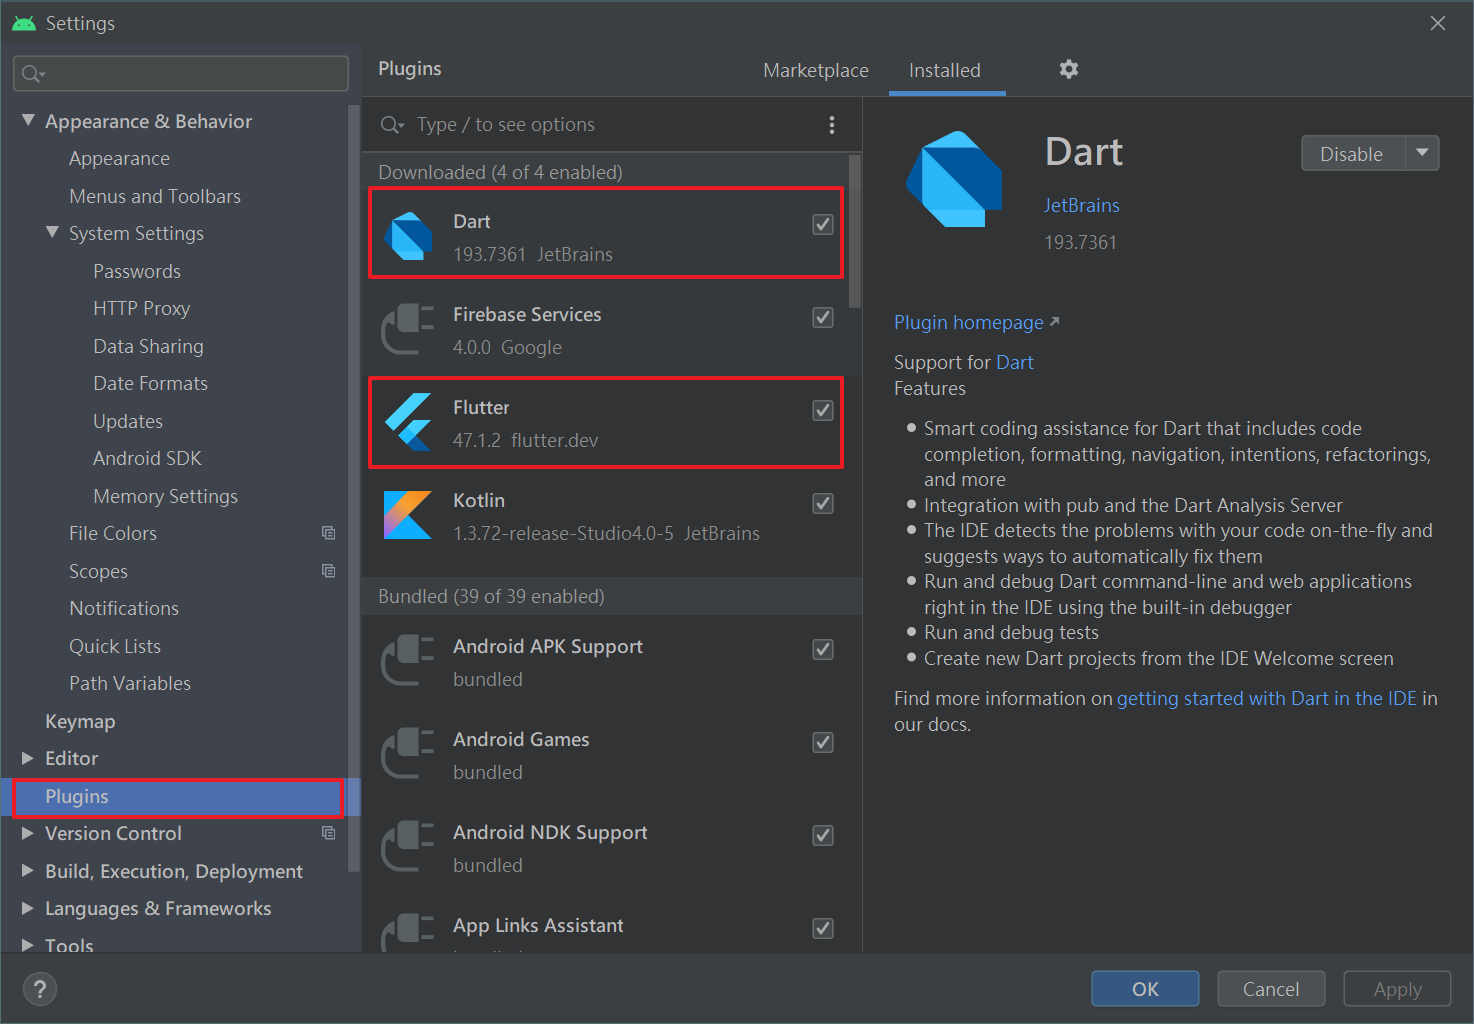 Settings
Appearance & Behavior
Appearance
Menus and Toolbars
System Settings
Passwords
HTTP Proxy
Data Sharing
Date Formats
Updates
Android SDK
Memory Settings
File Colors
Scopes
Notifications
Quick Lists
Path Variables
Keymap
Editor
Plugins
Version Control
Build, Execution, Deployment
Languages & Frameworks
Tools
Plugins
Marketplace
Installed
Type / to see options
Downloaded (4 of 4 enabled)
Dart
193.7361 JetBrains
Firebase Services
4.0.0 Google
Flutter
47.1.2 flutter.dev
Kotlin
1.3.72-release-Studio4.0-5 JetBrains
Bundled (39 of 39 enabled)
Android APK Support
bundled
Android Games
bundled
Android NDK Support
bundled
App Links Assistant
Dart
Disable
JetBrains
193.7361
Plugin homepage
Support for Dart
Features
Smart coding assistance for Dart that includes code
completion, formatting, navigation, intentions, refactorings,
and more
Integration with pub and the Dart Analysis Server
The IDE detects the problems with your code on-the-fly and
suggests ways to automatically fix them
Run and debug Dart command-line and web applications
right in the IDE using the built-in debugger
Run and debug tests
Create new Dart projects from the IDE Welcome screen
Find more information on getting started with Dart in the IDE in
our docs.
?
OK
Cancel
Apply